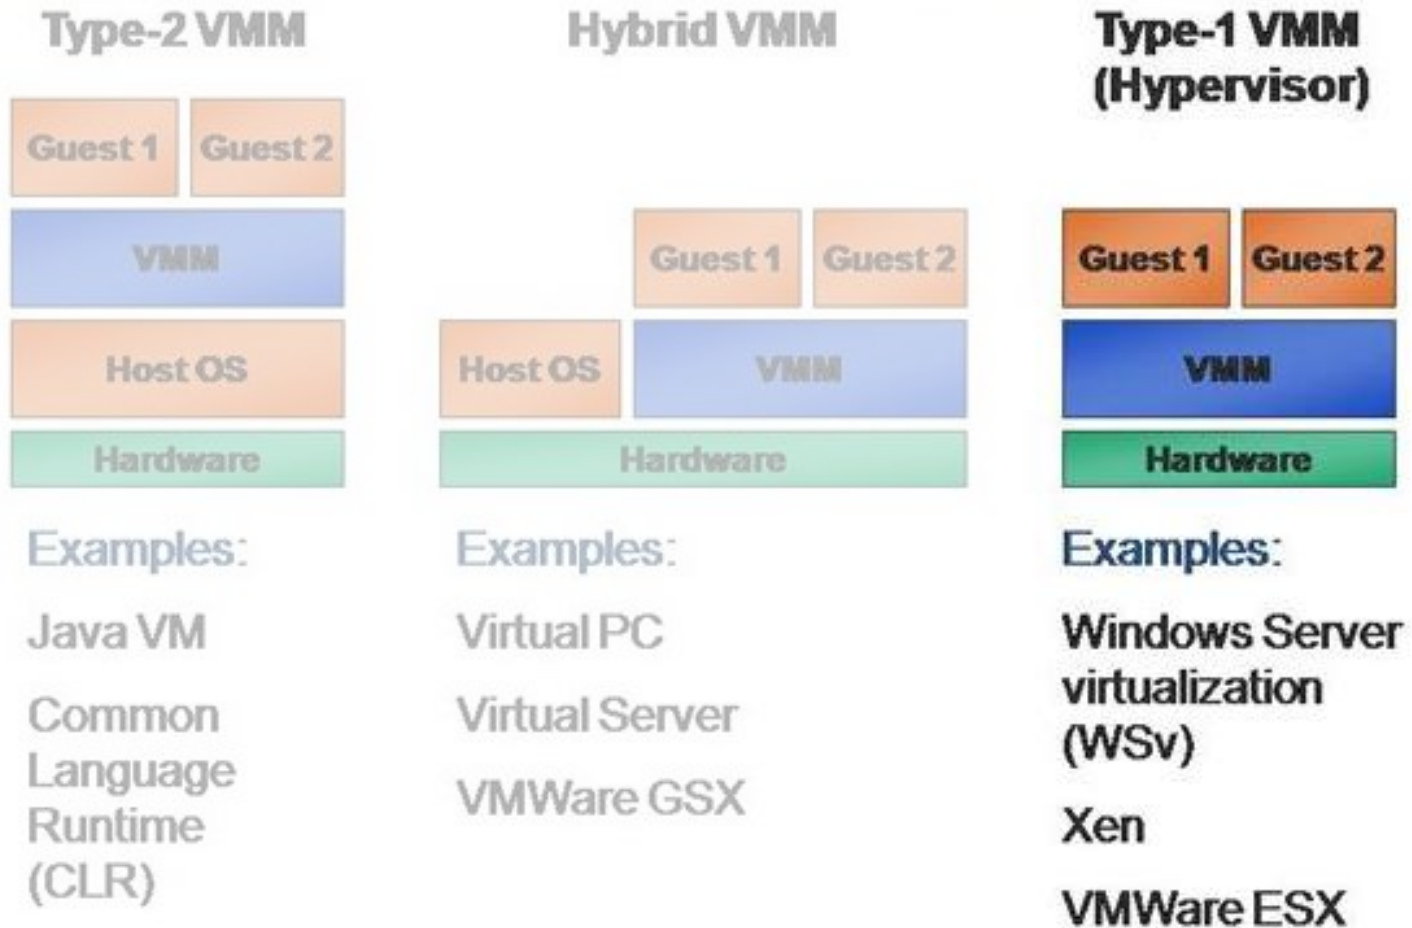 Type-2 VMM
Guest 1
Guest 2
VMM
Host OS
Hardware
Examples:
Java VM
Common
Language
Runtime
(CLR)
Hybrid VMM
Guest 1
Guest 2
Host OS
VMM
Hardware
Examples:
Virtual PC
Virtual Server
VMWare GSX
Type-1 VMM
(Hypervisor)
Guest 1
Guest 2
VMM
Hardware
Examples:
Windows Server
virtualization
(WSv)
Xen
VMWare ESX